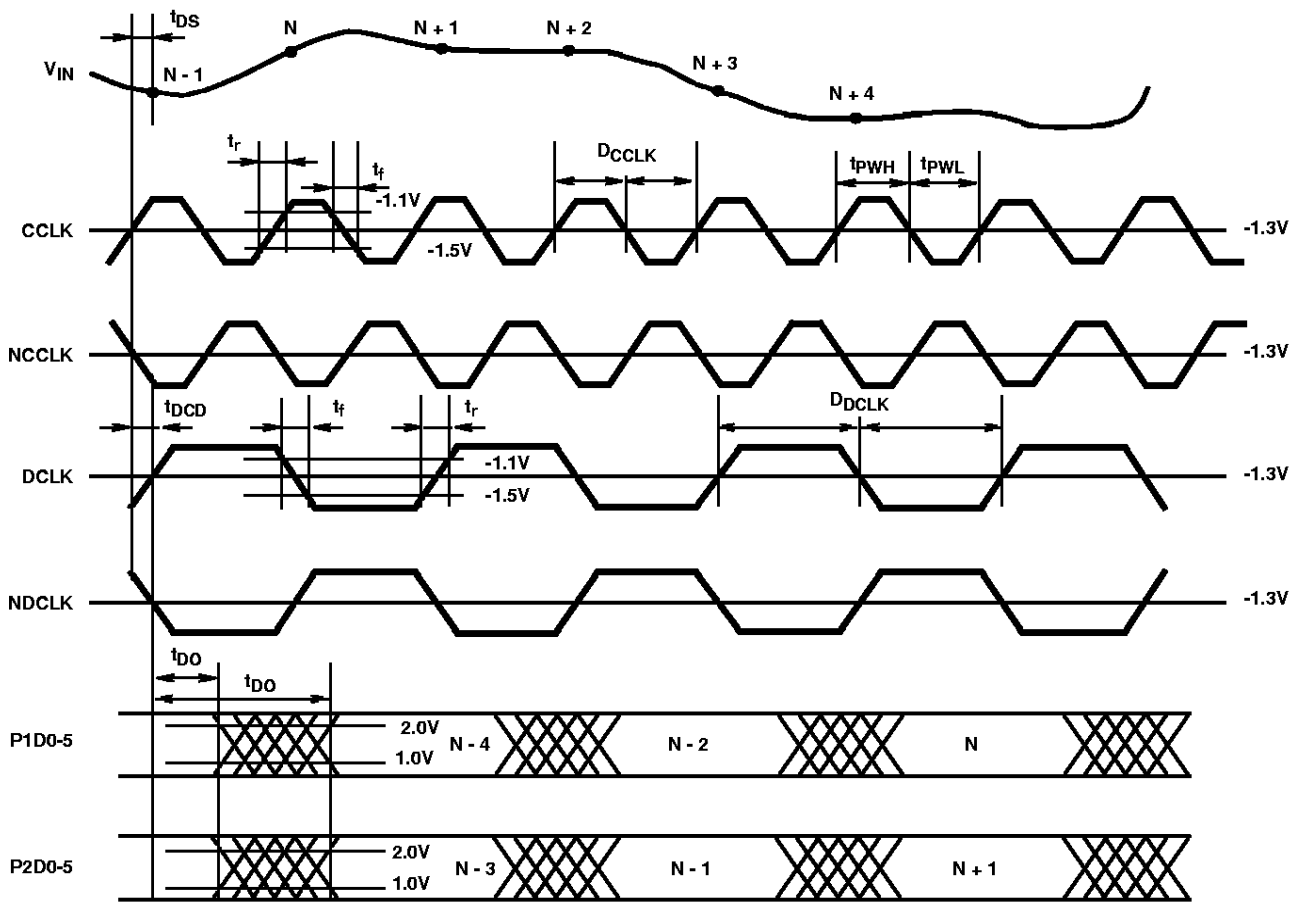 tDS
N
N + 1
N + 2
VIN
N - 1
N + 3
N + 4
tr
tf
DCCLK
tPWH
tPWL
-1.1V
CCLK
-1.5V
-1.3V
NCCLK
-1.3V
tDCD
tf
tr
DDCLK
-1.1V
DCLK
-1.5V
-1.3V
NDCLK
-1.3V
tDO
tDO
P1D0-5
2.0V
1.0V
N - 4
N - 2
N
P2D0-5
2.0V
1.0V
N - 3
N - 1
N + 1